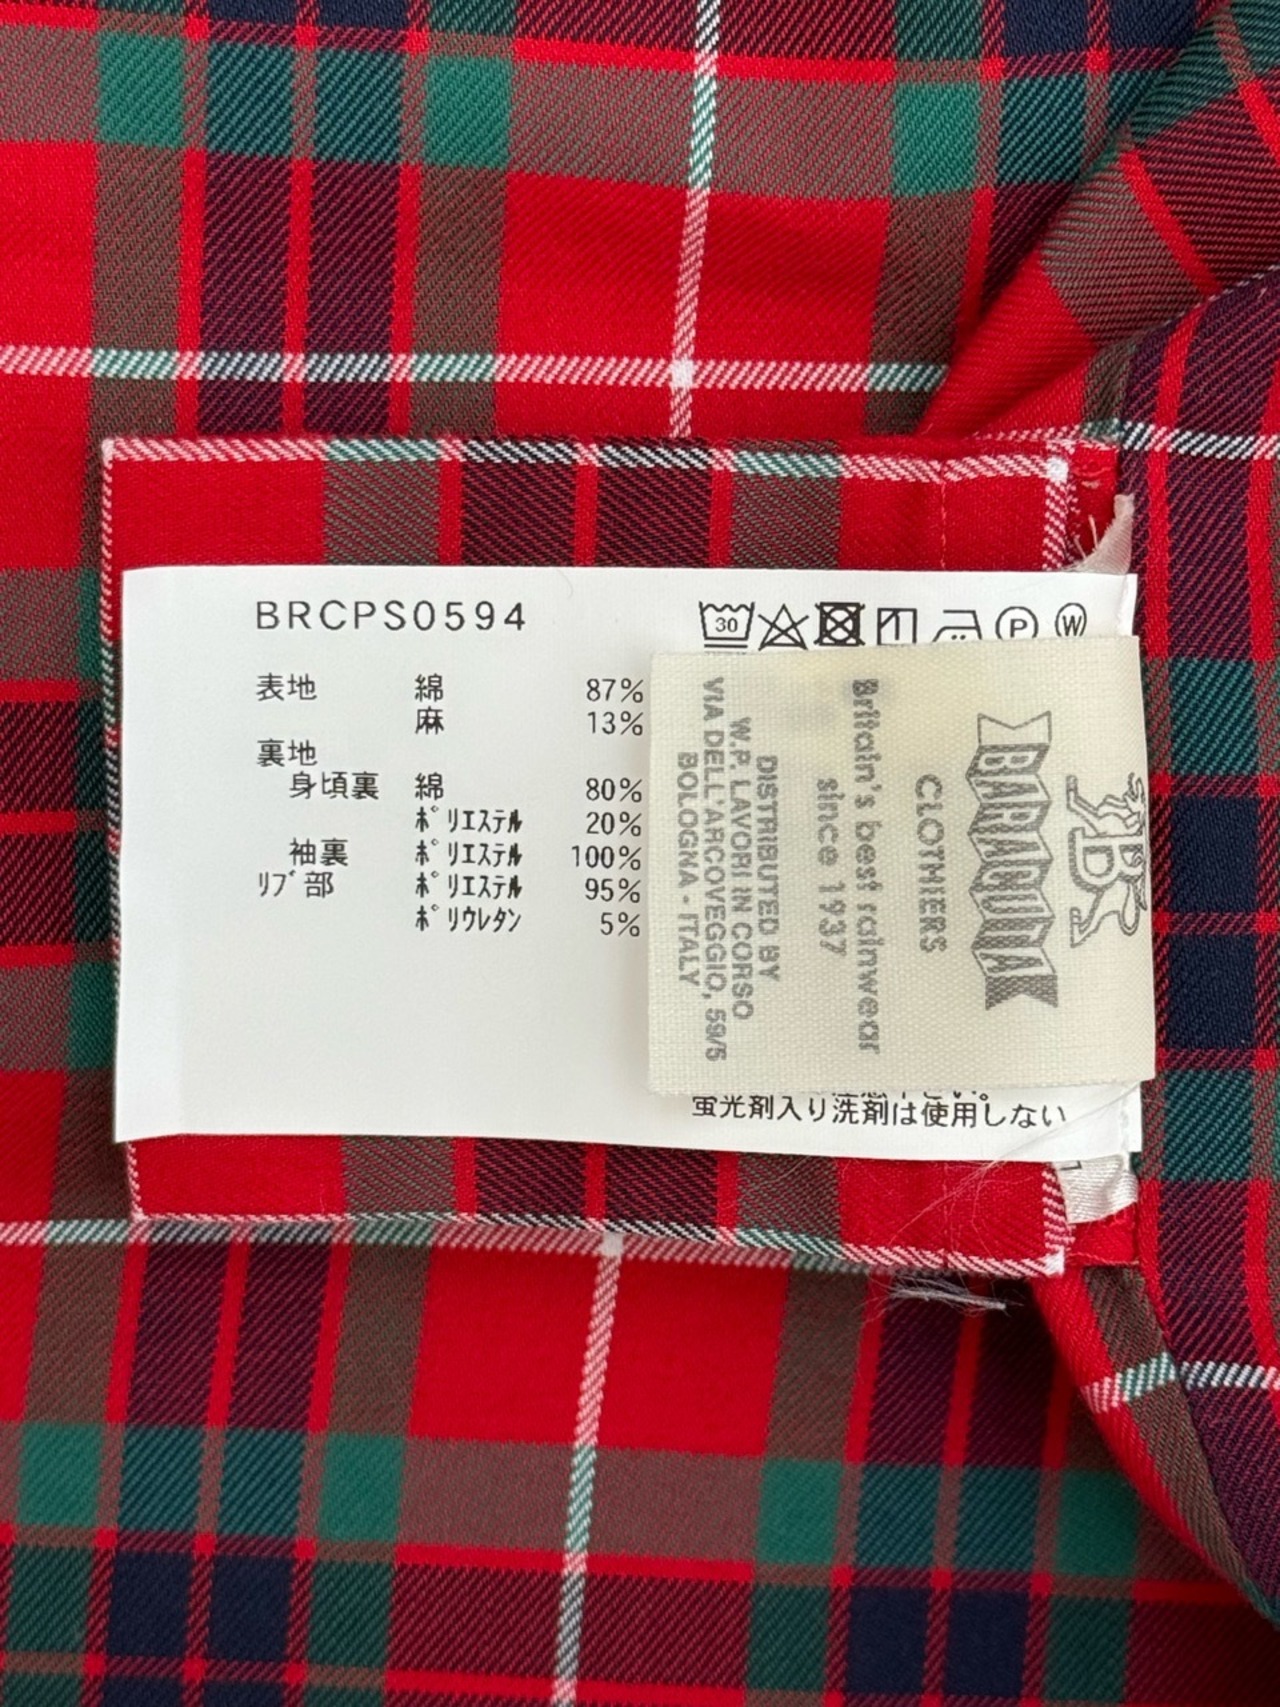 BRCPS0594
30
P
W
表地 綿 87%
麻 13%
裏地
身頃裏 綿 80%
ﾎﾟﾘｴｽﾃﾙ 20%
袖裏 ﾎﾟﾘｴｽﾃﾙ 100%
ﾘﾌﾞ部 ﾎﾟﾘｴｽﾃﾙ 95%
ﾎﾟﾘｳﾚﾀﾝ 5%
BARACUTA
CLOTHIERS
Britain's best rainwear
since 1937
DISTRIBUTED BY
W.P. LAVORI IN CORSO
VIA DELL'ARCOVEGGIO, 59/5
BOLOGNA - ITALY
蛍光剤入り洗剤は使用しない